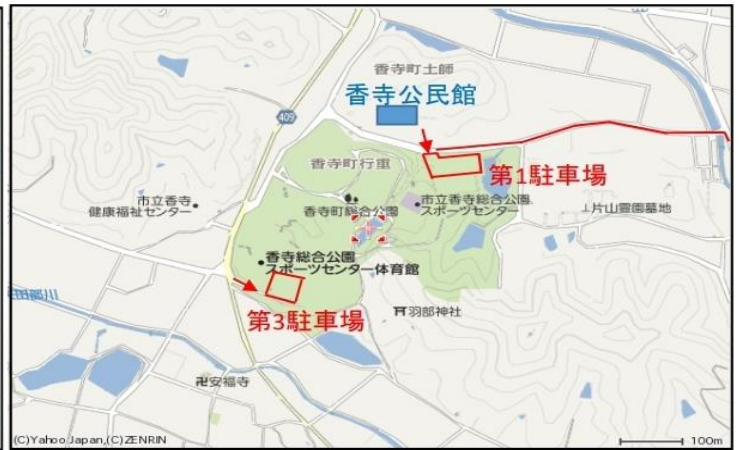 香寺町土師
香寺公民館
409
香寺町行重
第1駐車場
市立香寺
健康福祉センター
香寺町総合公園
市立香寺総合公園
スポーツセンター
片山霊園墓地
香寺総合公園
スポーツセンター体育館
第3駐車場
羽部神社
田部川
安福寺
(C)Yahoo Japan,(C)ZENRIN
100m